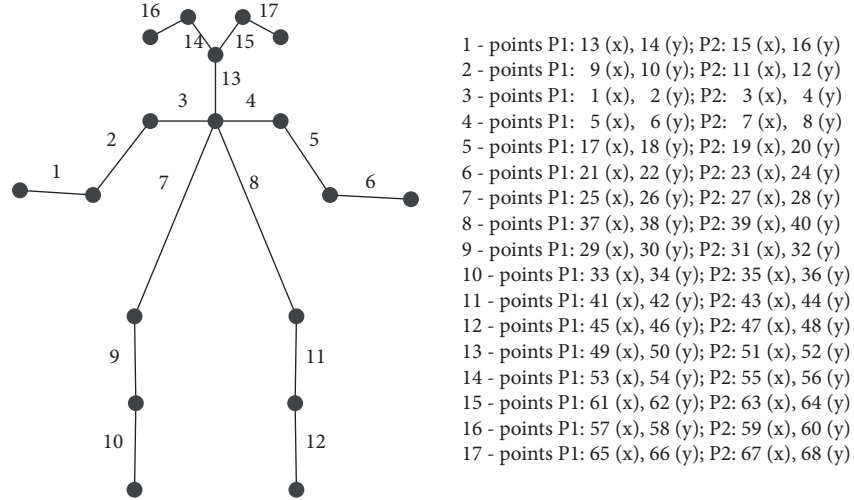 16
17
14
15
13
3
4
2
5
1
6
7
8
9
11
10
12
1 - points P1: 13 (x), 14 (y); P2: 15 (x), 16 (y)
2 - points P1: 9 (x), 10 (y); P2: 11 (x), 12 (y)
3 - points P1: 1 (x), 2 (y); P2: 3 (x), 4 (y)
4 - points P1: 5 (x), 6 (y); P2: 7 (x), 8 (y)
5 - points P1: 17 (x), 18 (y); P2: 19 (x), 20 (y)
6 - points P1: 21 (x), 22 (y); P2: 23 (x), 24 (y)
7 - points P1: 25 (x), 26 (y); P2: 27 (x), 28 (y)
8 - points P1: 37 (x), 38 (y); P2: 39 (x), 40 (y)
9 - points P1: 29 (x), 30 (y); P2: 31 (x), 32 (y)
10 - points P1: 33 (x), 34 (y); P2: 35 (x), 36 (y)
11 - points P1: 41 (x), 42 (y); P2: 43 (x), 44 (y)
12 - points P1: 45 (x), 46 (y); P2: 47 (x), 48 (y)
13 - points P1: 49 (x), 50 (y); P2: 51 (x), 52 (y)
14 - points P1: 53 (x), 54 (y); P2: 55 (x), 56 (y)
15 - points P1: 61 (x), 62 (y); P2: 63 (x), 64 (y)
16 - points P1: 57 (x), 58 (y); P2: 59 (x), 60 (y)
17 - points P1: 65 (x), 66 (y); P2: 67 (x), 68 (y)